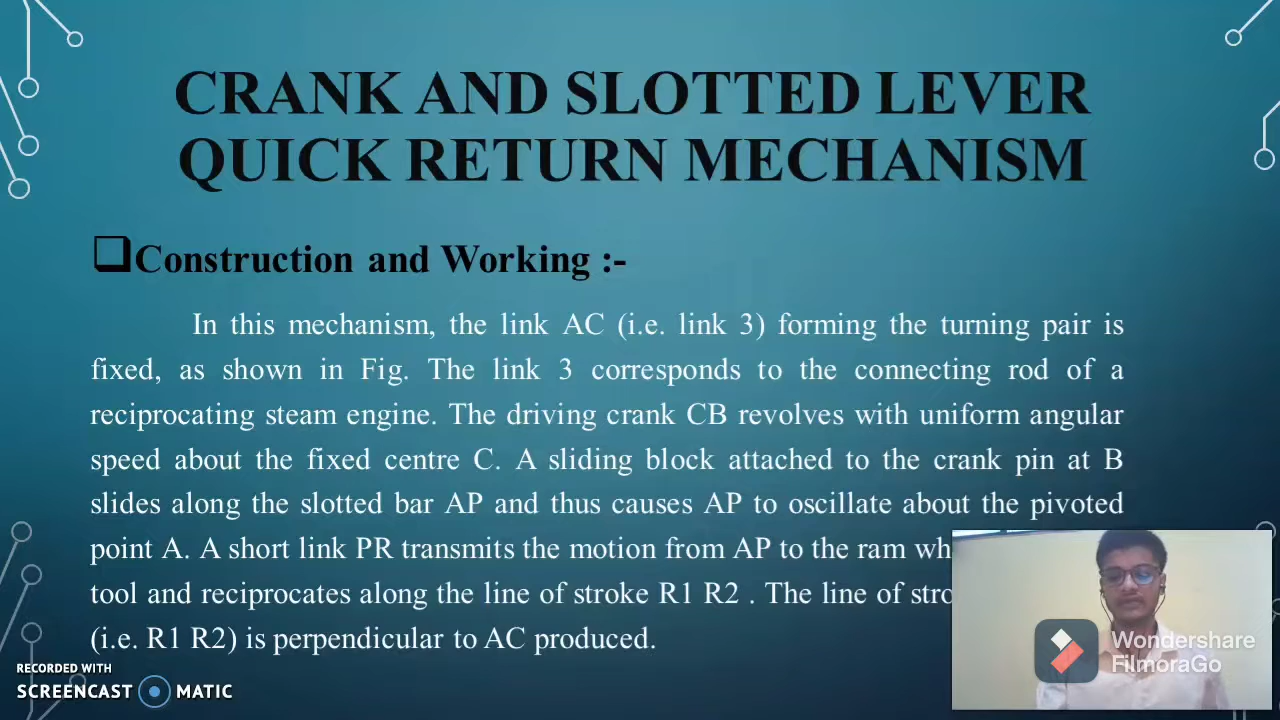 CRANK AND SLOTTED LEVER
QUICK RETURN MECHANISM
Construction and Working :-
In this mechanism, the link AC (i.e. link 3) forming the turning pair is
fixed, as shown in Fig. The link 3 corresponds to the connecting rod of a
reciprocating steam engine. The driving crank CB revolves with uniform angular
speed about the fixed centre C. A sliding block attached to the crank pin at B
slides along the slotted bar AP and thus causes AP to oscillate about the pivoted
point A. A short link PR transmits the motion from AP to the ram
tool and reciprocates along the line of stroke R1 R2 . The line of
(i.e. R1 R2) is perpendicular to AC produced.
RECORDED WITH
SCREENCAST MATIC
Wondershare
FilmoraGo